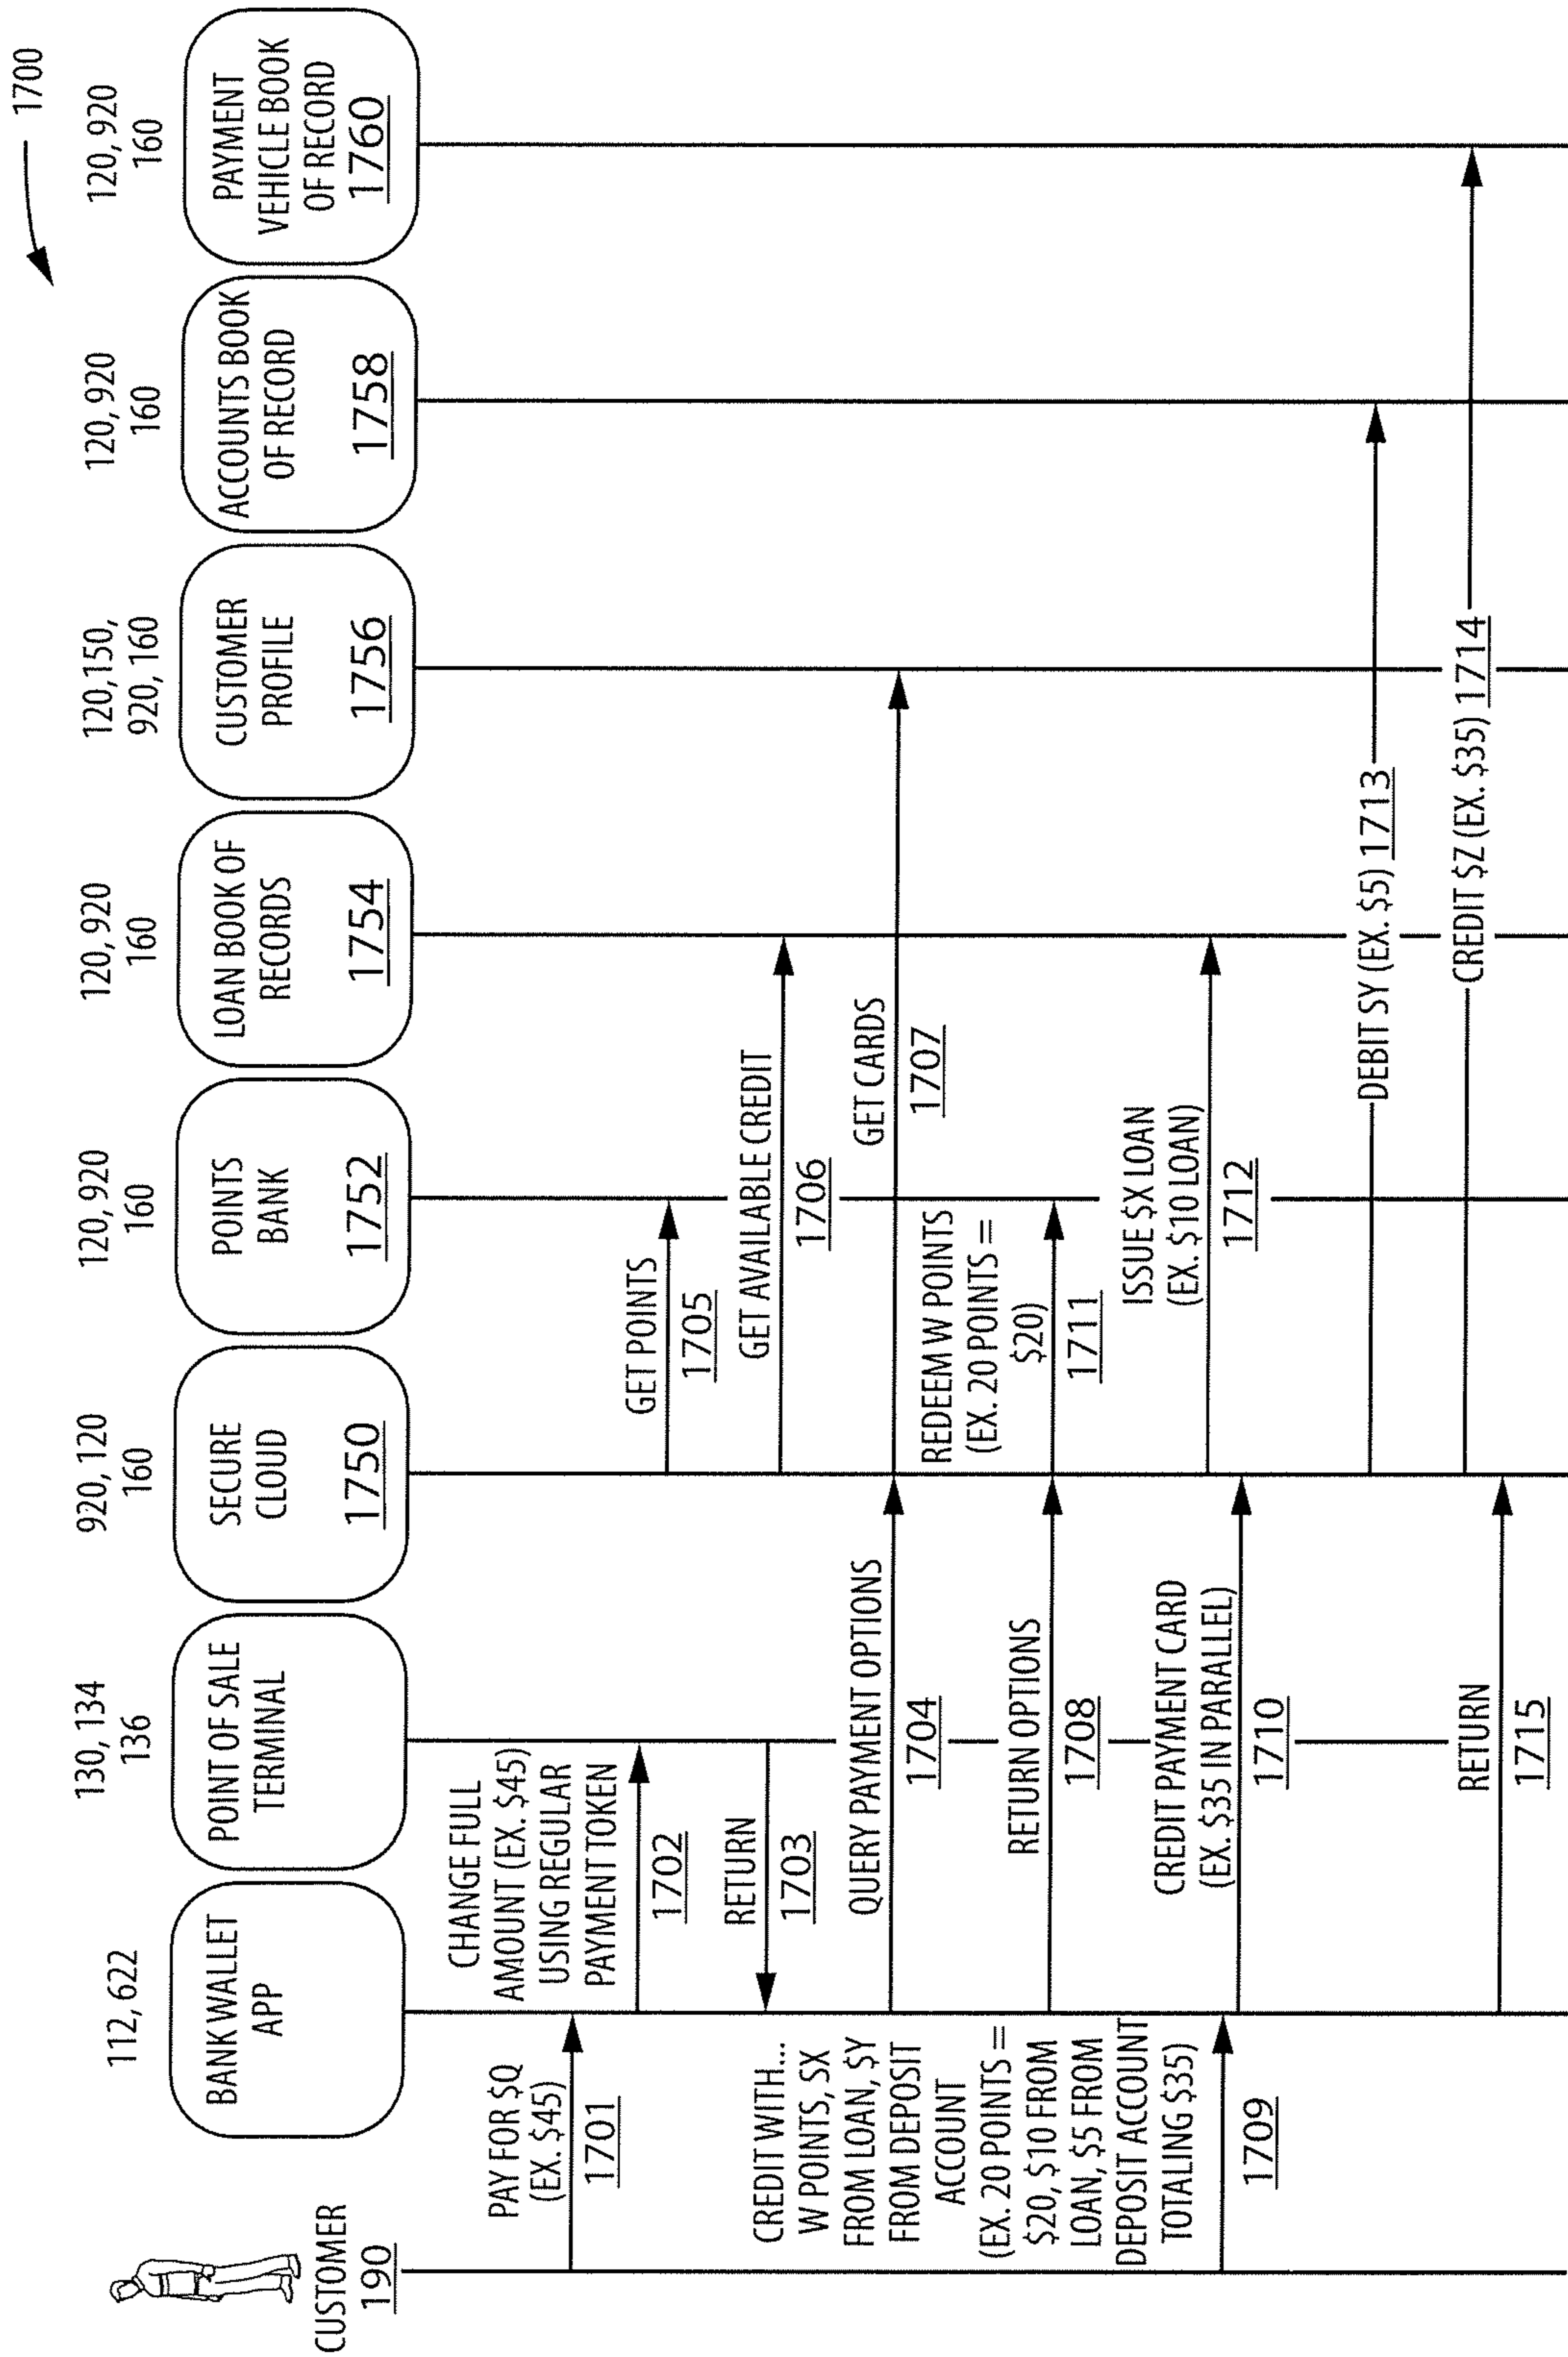 1700
112, 622
130, 134
136
920, 120
160
120, 920
160
120, 920
160
120, 150,
920, 160
120, 920
160
120, 920
160
CUSTOMER
190
BANK WALLET
APP
POINT OF SALE
TERMINAL
SECURE
CLOUD
1750
POINTS
BANK
1752
LOAN BOOK OF
RECORDS
1754
CUSTOMER
PROFILE
1756
ACCOUNTS BOOK
OF RECORD
1758
PAYMENT
VEHICLE BOOK
OF RECORD
1760
PAY FOR $Q
(EX. $45)
1701
CHANGE FULL
AMOUNT (EX. $45)
USING REGULAR
PAYMENT TOKEN
1702
RETURN
1703
QUERY PAYMENT OPTIONS
1704
GET POINTS
1705
GET AVAILABLE CREDIT
1706
GET CARDS
1707
RETURN OPTIONS
1708
CREDIT WITH...
W POINTS, SX
FROM LOAN, $Y
FROM DEPOSIT
ACCOUNT
(EX. 20 POINTS =
$20, $10 FROM
LOAN, $5 FROM
DEPOSIT ACCOUNT
TOTALING $35)
1709
CREDIT PAYMENT CARD
(EX. $35 IN PARALLEL)
1710
REDEEM W POINTS
(EX. 20 POINTS =
$20)
1711
ISSUE $X LOAN
(EX. $10 LOAN)
1712
DEBIT SY (EX. $5) 1713
CREDIT $Z (EX. $35) 1714
RETURN
1715